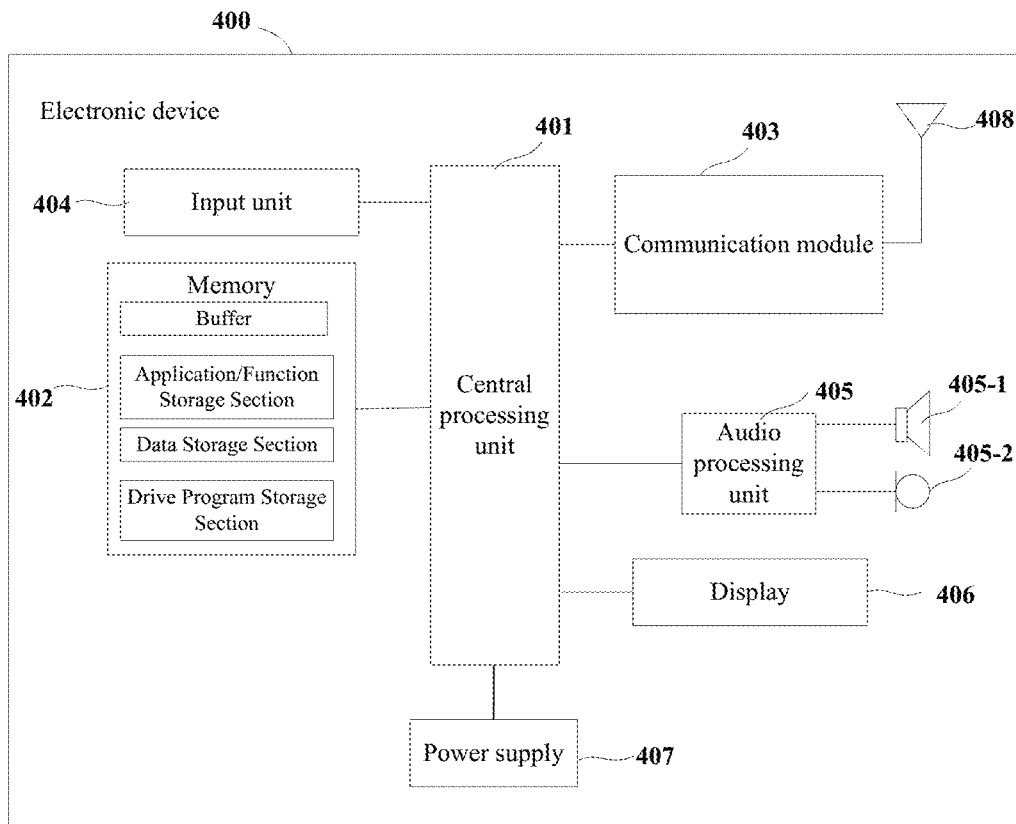 400
Electronic device
401
403
408
404
Input unit
Communication module
Memory
Buffer
402
Application/Function
Storage Section
Data Storage Section
Drive Program Storage
Section
Central
processing
unit
405
405-1
Audio
processing
unit
405-2
Display
406
Power supply
407